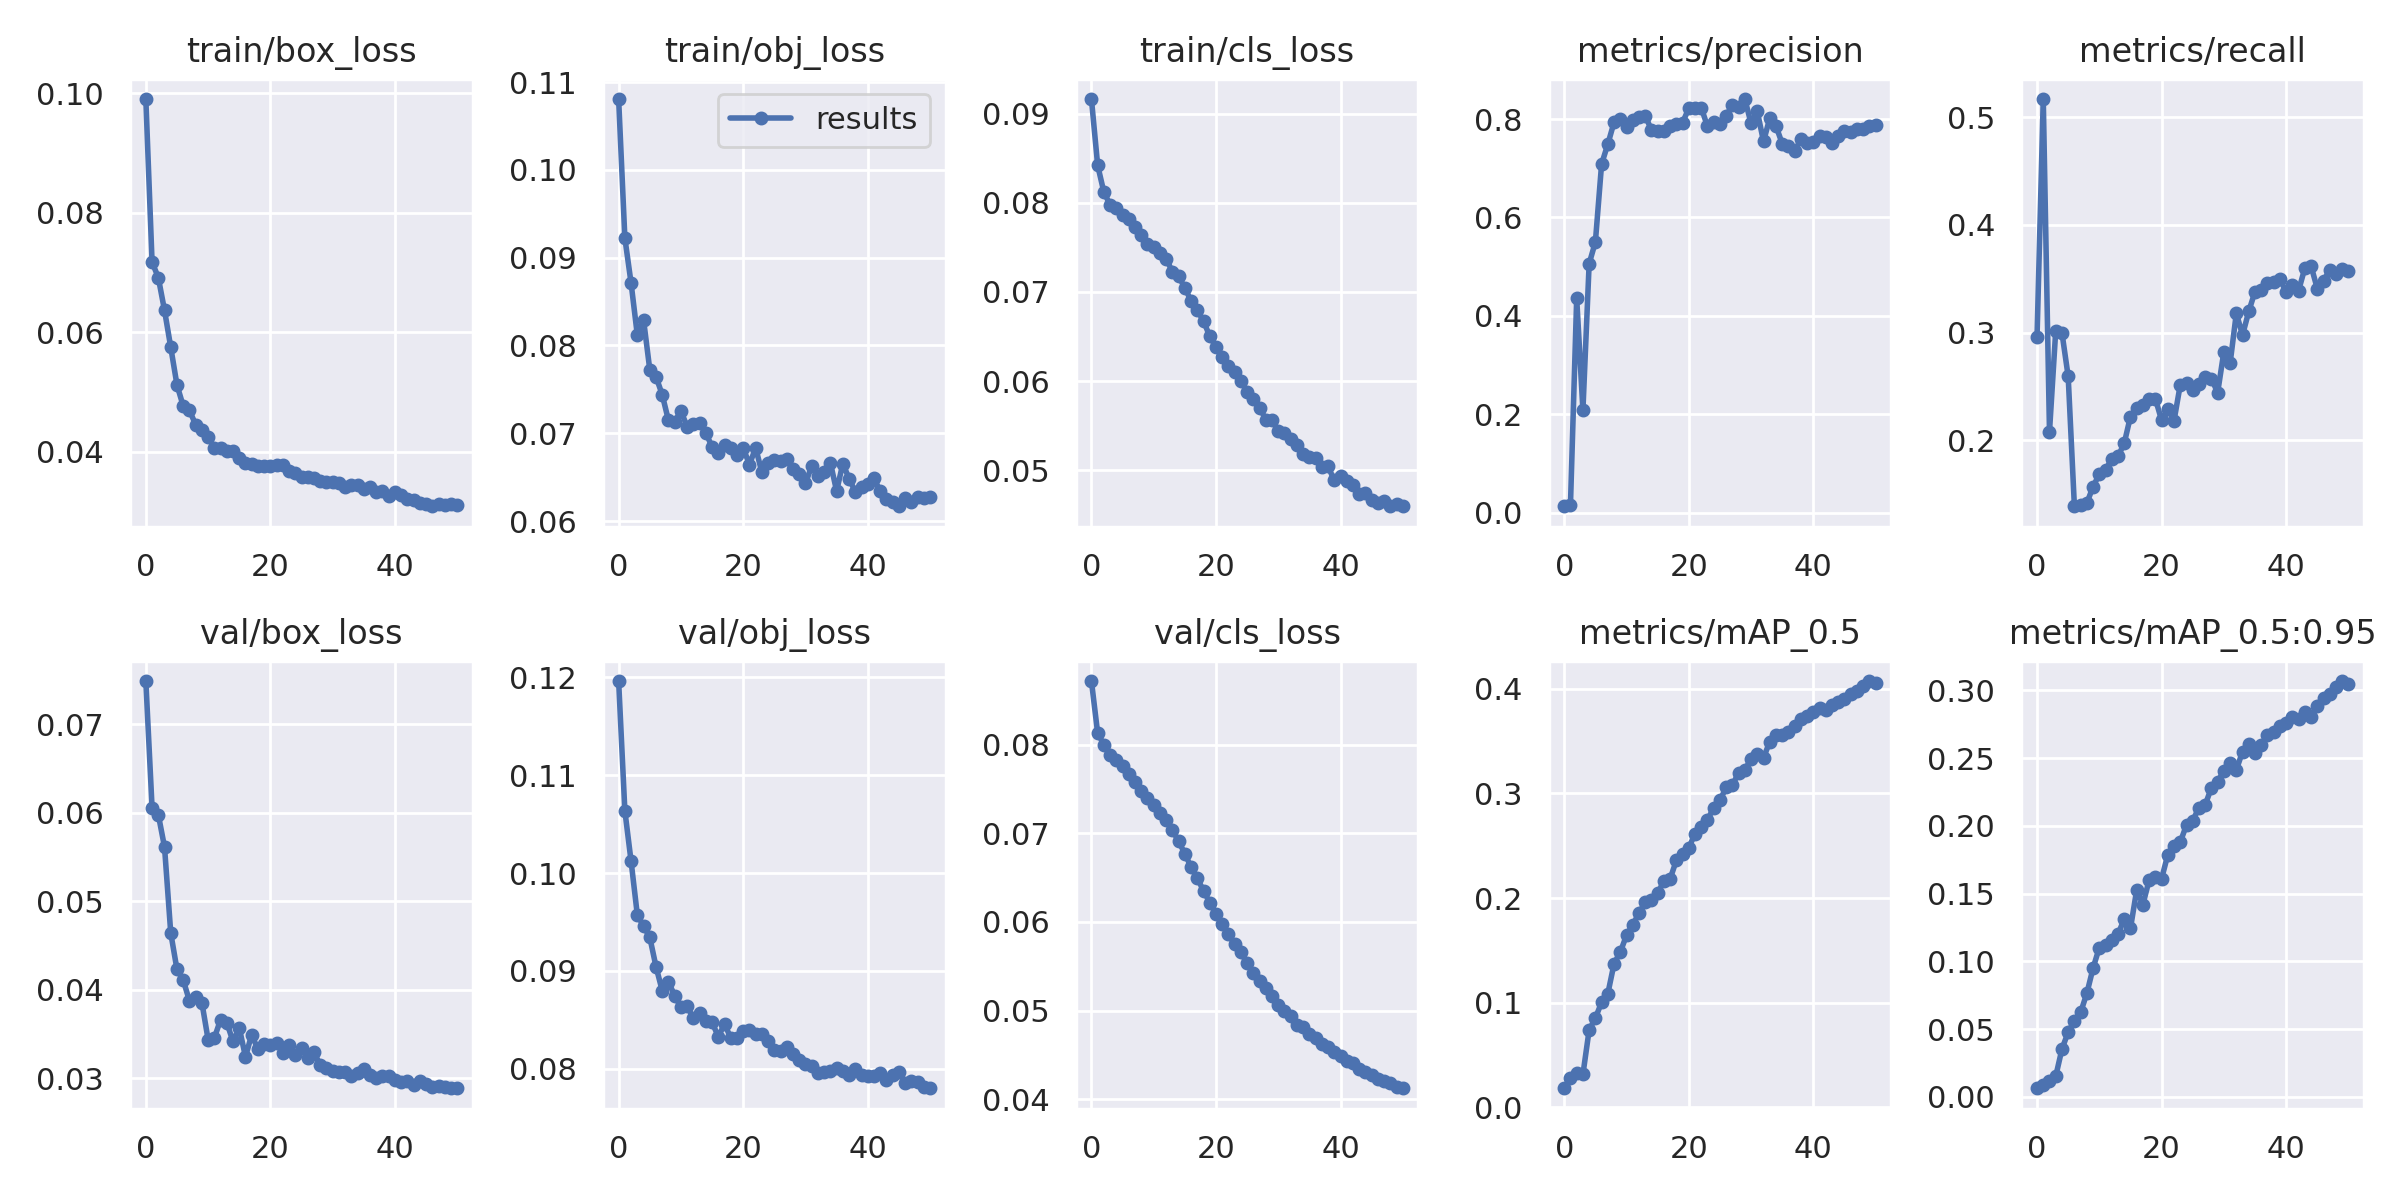 train/box_loss
0.10
0.08
0.06
0.04
0 20 40
train/obj_loss
results
0.11
0.10
0.09
0.08
0.07
0.06
0 20 40
train/cls_loss
0.09
0.08
0.07
0.06
0.05
0 20 40
metrics/precision
0.8
0.6
0.4
0.2
0.0
0 20 40
metrics/recall
0.5
0.4
0.3
0.2
0 20 40
val/box_loss
0.07
0.06
0.05
0.04
0.03
0 20 40
val/obj_loss
0.12
0.11
0.10
0.09
0.08
0 20 40
val/cls_loss
0.08
0.07
0.06
0.05
0.04
0 20 40
metrics/mAP_0.5
0.4
0.3
0.2
0.1
0.0
0 20 40
metrics/mAP_0.5:0.95
0.30
0.25
0.20
0.15
0.10
0.05
0.00
0 20 40